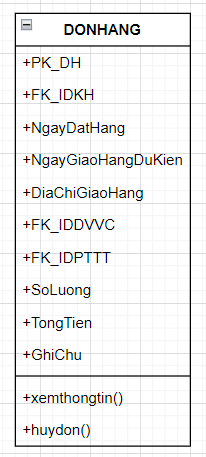 DONHANG
+PK_DH
+FK_IDKH
+NgayDatHang
+NgayGiaoHangDuKien
+DiaChiGiaoHang
+FK_IDDVVC
+FK_IDPTTT
+SoLuong
+TongTien
+GhiChu
+xemthongtin()
+huydon()